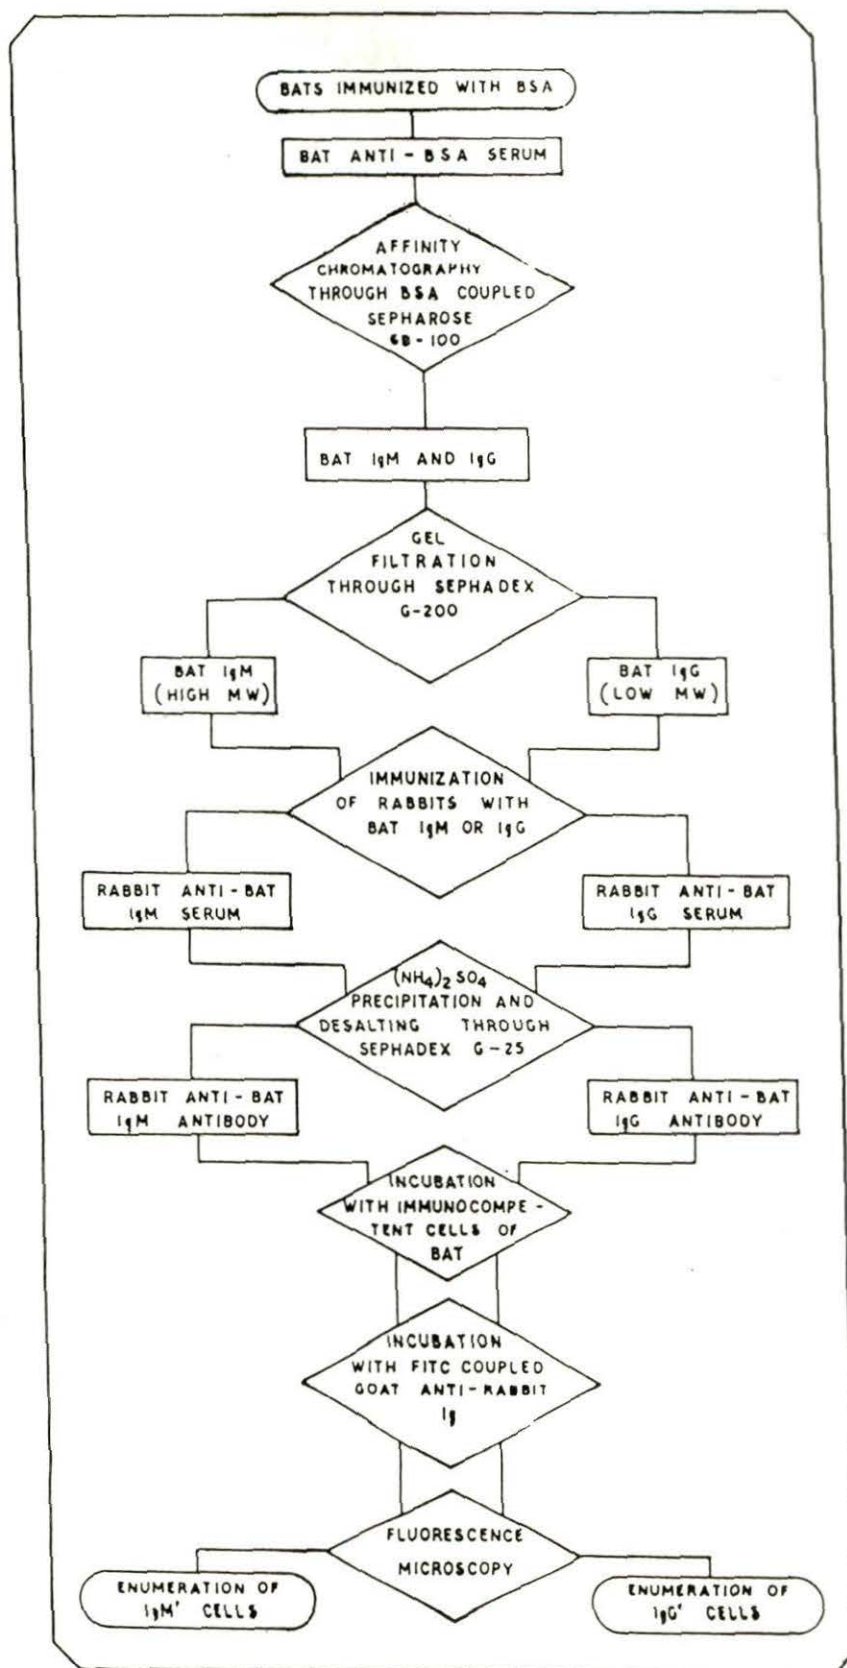 BATS IMMUNIZED WITH BSA
BAT ANTI-BSA SERUM
AFFINITY
CHROMATOGRAPHY
THROUGH BSA COUPLED
SEPHAROSE
6B-100
BAT IgM AND IgG
GEL
FILTRATION
THROUGH SEPHADEX
G-200
BAT IgM
(HIGH MW)
BAT IgG
(LOW MW)
IMMUNIZATION
OF RABBITS WITH
BAT IgM OR IgG
RABBIT ANTI-BAT
IgM SERUM
RABBIT ANTI-BAT
IgG SERUM
(NH4)2SO4
PRECIPITATION AND
DESALTING THROUGH
SEPHADEX G-25
RABBIT ANTI-BAT
IgM ANTIBODY
RABBIT ANTI-BAT
IgG ANTIBODY
INCUBATION
WITH IMMUNOCOMPE-
TENT CELLS OF
BAT
INCUBATION
WITH FITC COUPLED
GOAT ANTI-RABBIT
Ig
FLUORESCENCE
MICROSCOPY
ENUMERATION OF
IgM+ CELLS
ENUMERATION OF
IgG+ CELLS